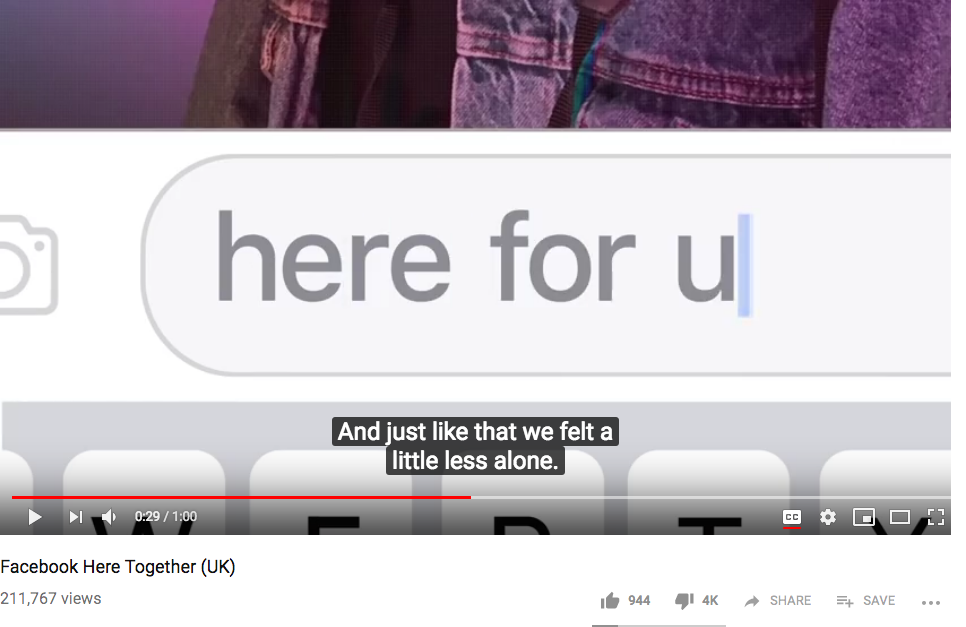 here for u
And just like that we felt a
little less alone.
W E R T Y
0:29 / 1:00
CC
Facebook Here Together (UK)
211,767 views
944 4K SHARE SAVE